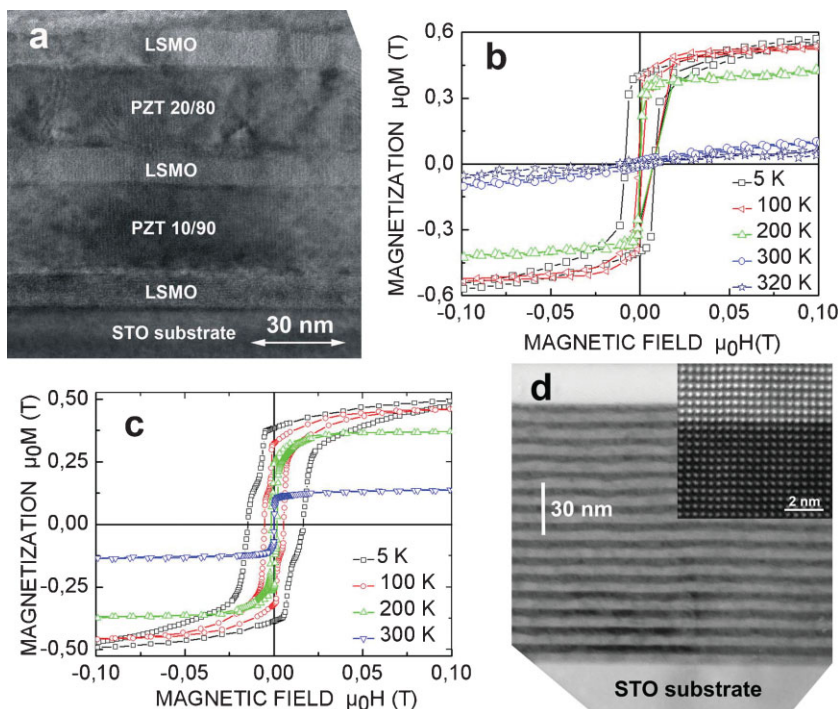 a
LSMO
PZT 20/80
LSMO
PZT 10/90
LSMO
STO substrate
30 nm
b
MAGNETIZATION µ₀M (T)
0,6
0,3
0,0
-0,3
-0,6
5 K
100 K
200 K
300 K
320 K
-0,10 -0,05 0,00 0,05 0,10
MAGNETIC FIELD µ₀H(T)
c
MAGNETIZATION µ₀M (T)
0,50
0,25
0,00
-0,25
-0,50
5 K
100 K
200 K
300 K
-0,10 -0,05 0,00 0,05 0,10
MAGNETIC FIELD µ₀H (T)
d
30 nm
2 nm
STO substrate